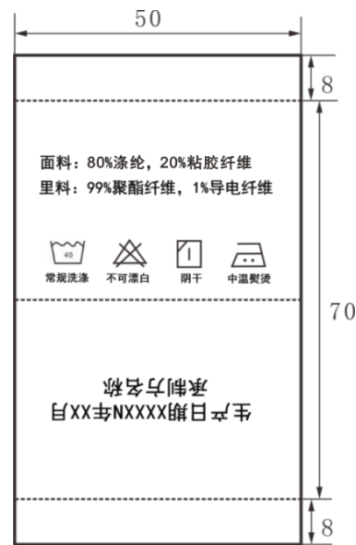 50
8
面料：80%涤纶，20%粘胶纤维
里料：99%聚酯纤维，1%导电纤维
40
常规洗涤 不可漂白 阴干 中温熨烫
70
生产日期XXXXN年XX月
承制方名称
8